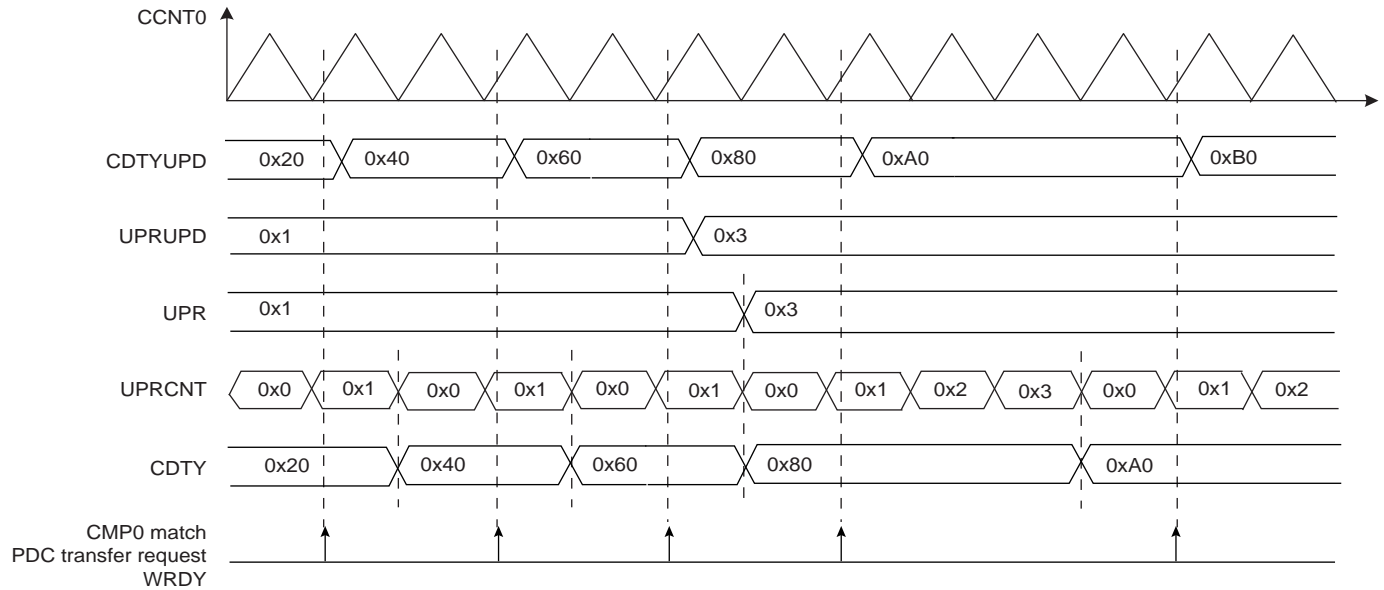 CCNT0
CDTYUPD 0x20 0x40 0x60 0x80 0xA0 0xB0
UPRUPD 0x1 0x3
UPR 0x1 0x3
UPRCNT 0x0 0x1 0x0 0x1 0x0 0x1 0x0 0x1 0x2 0x3 0x0 0x1 0x2
CDTY 0x20 0x40 0x60 0x80 0xA0
CMP0 match
PDC transfer request
WRDY